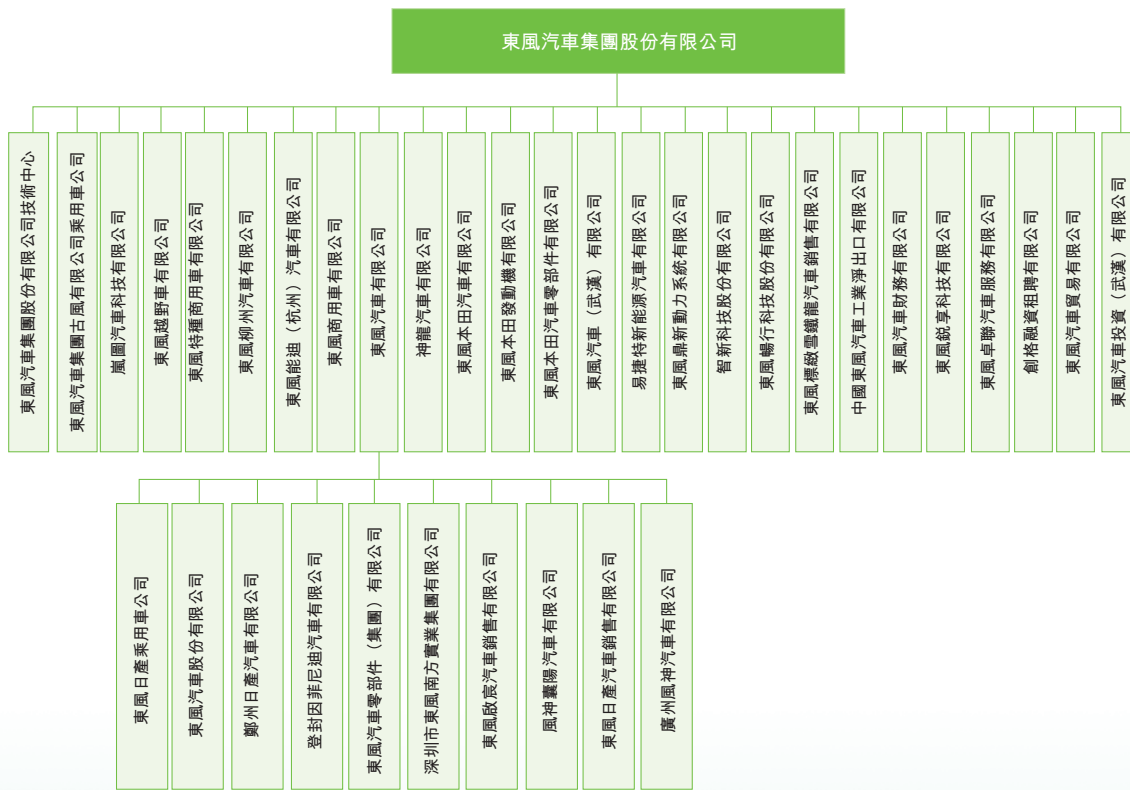 東風汽車集團股份有限公司
東風汽車集團股份有限公司技術中心
東風汽車集團古風有限公司乘用車公司
嵐圖汽車科技有限公司
東風越野車有限公司
東風特種商用車有限公司
東風柳州汽車有限公司
東風能迪（杭州）汽車有限公司
東風商用車有限公司
東風汽車有限公司
神龍汽車有限公司
東風本田汽車有限公司
東風本田發動機有限公司
東風本田汽車零部件有限公司
東風汽車（武漢）有限公司
易捷特新能源汽車有限公司
東風鼎新動力系統有限公司
智新科技股份有限公司
東風暢行科技股份有限公司
東風標緻雪鐵龍汽車銷售有限公司
中國東風汽車工業淨出口有限公司
東風汽車財務有限公司
東風銳享科技有限公司
東風卓聯汽車服務有限公司
創格融資租聘有限公司
東風汽車貿易有限公司
東風汽車投資（武漢）有限公司
東風日產乘用車公司
東風汽車股份有限公司
鄭州日產汽車有限公司
登封因菲尼迪汽車有限公司
東風汽車零部件（集團）有限公司
深圳市東風南方實業集團有限公司
東風啟宸汽車銷售有限公司
風神囊陽汽車有限公司
東風日產汽車銷售有限公司
廣州風神汽車有限公司